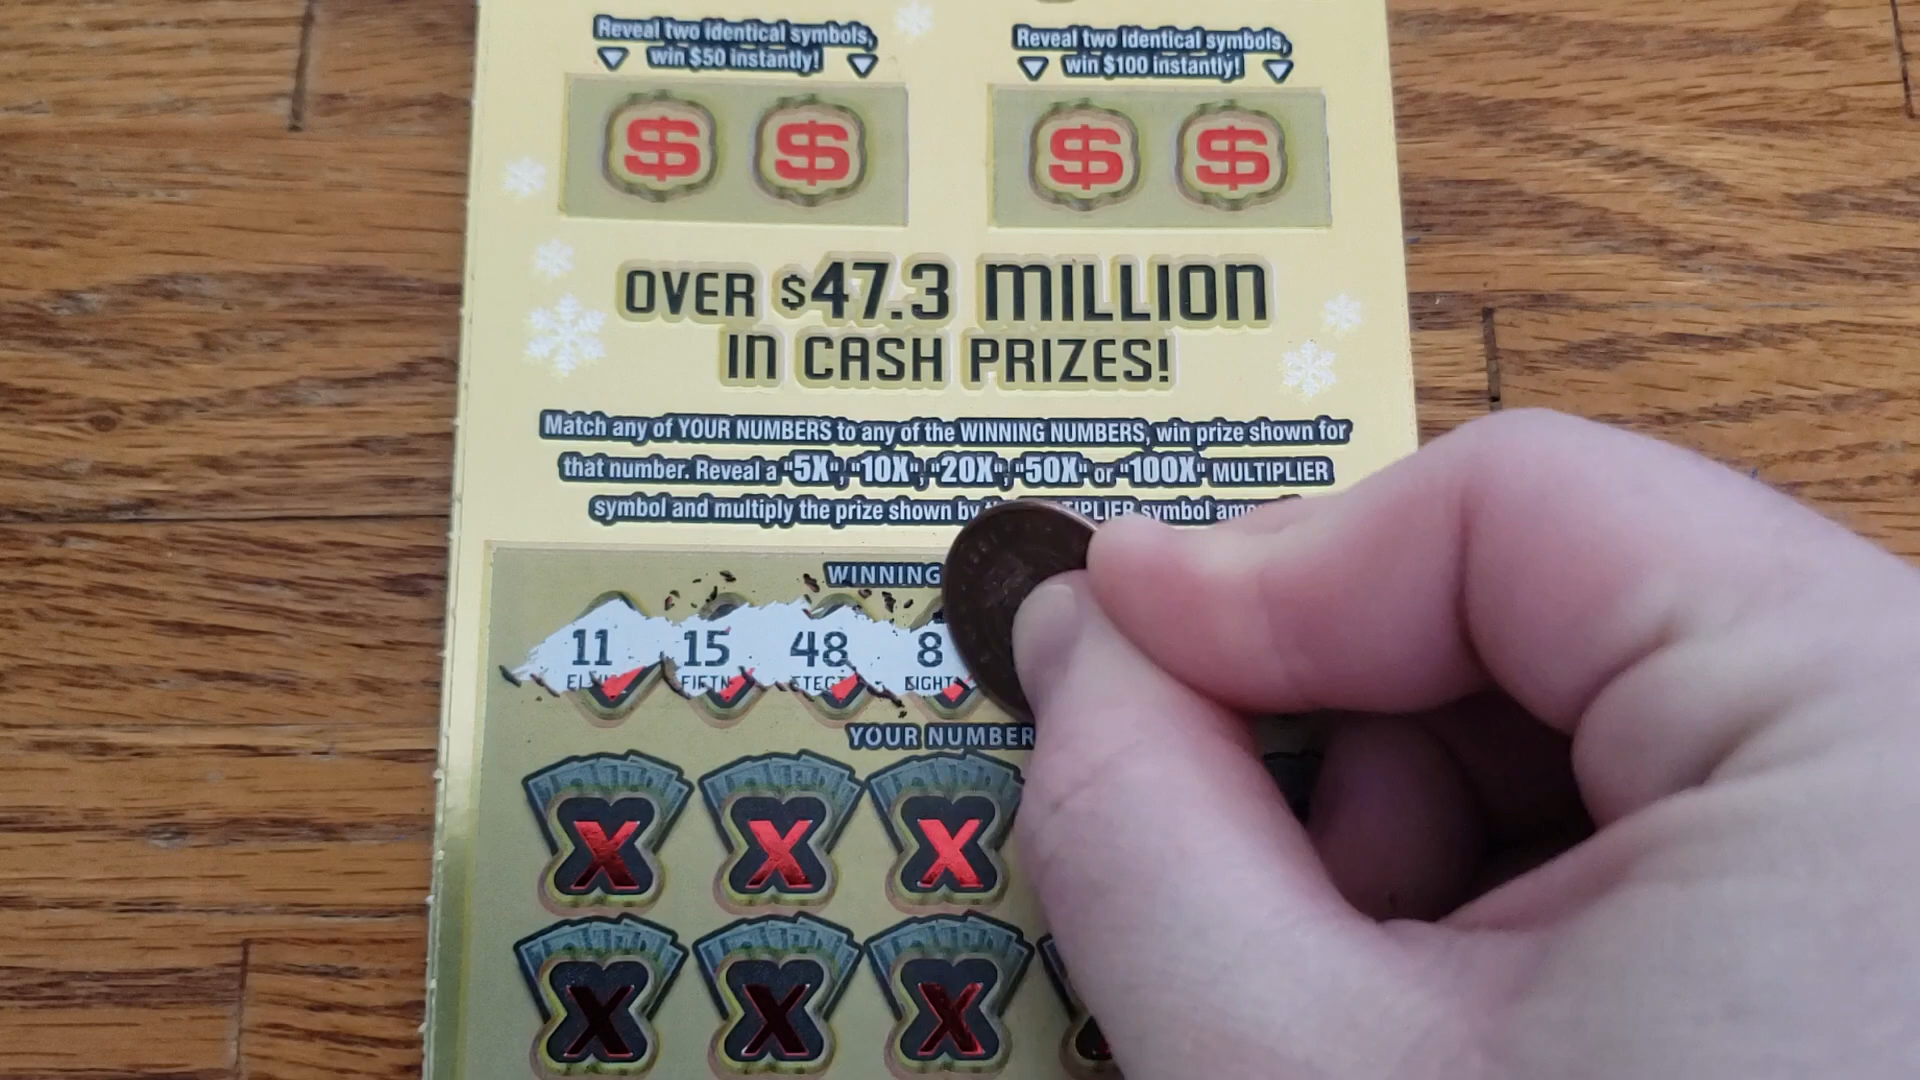 Reveal two identical symbols,
win $50 instantly!
Reveal two identical symbols,
win $100 instantly!
$ $
$ $
OVER $47.3 MILLION
IN CASH PRIZES!
Match any of YOUR NUMBERS to any of the WINNING NUMBERS, win prize shown for
that number. Reveal a "5X", "10X", "20X", "50X" or "100X" MULTIPLIER
symbol and multiply the prize shown by symbol
WINNING
11 15 48 8
FIFTN EIGHT
YOUR NUMBER
X X X
X X X